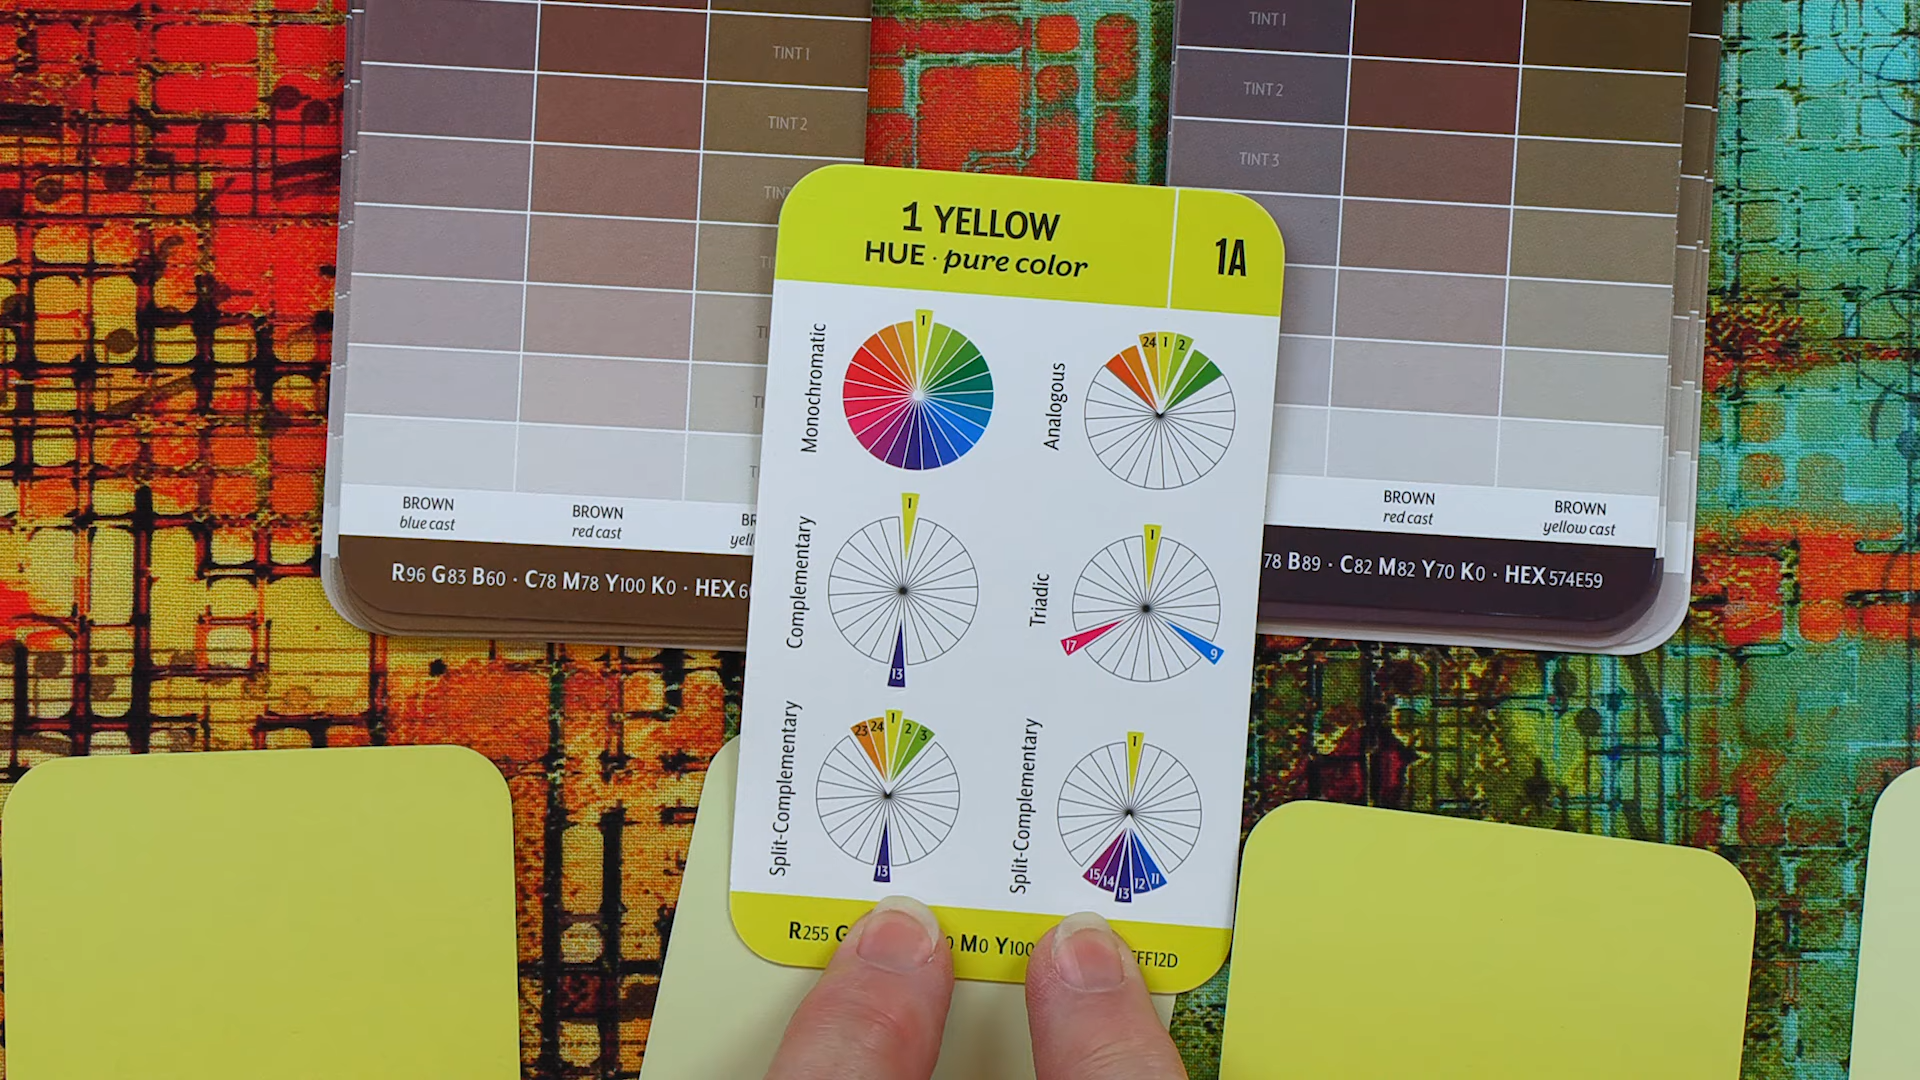 TINT 1
TINT 2
TINT 1
TINT 2
TINT 3
1 YELLOW
HUE · pure color
1A
Monochromatic
1
Analogous
24 1 2
Complementary
1
13
Triadic
1
17
9
Split-Complementary
23 24 1 2 3
13
Split-Complementary
1
15 14 13 12 11
R255 M0 Y100
BROWN
blue cast
BROWN
red cast
R96 G83 B60 · C78 M78 Y100 K0 · HEX
BROWN
red cast
BROWN
yellow cast
B89 · C82 M82 Y70 K0 · HEX 574E59